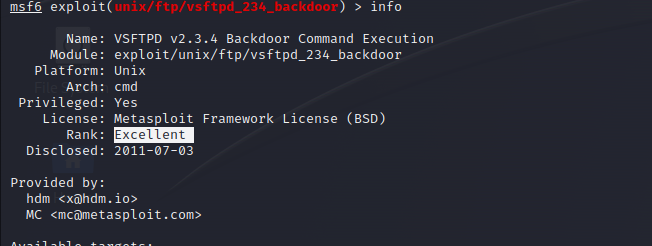 msf6 exploit(unix/ftp/vsftpd_234_backdoor) > info
Name: VSFTPD v2.3.4 Backdoor Command Execution
Module: exploit/unix/ftp/vsftpd_234_backdoor
Platform: Unix
Arch: cmd
Privileged: Yes
License: Metasploit Framework License (BSD)
Rank: Excellent
Disclosed: 2011-07-03
Provided by:
hdm <x@hdm.io>
MC <mc@metasploit.com>
Available targets: